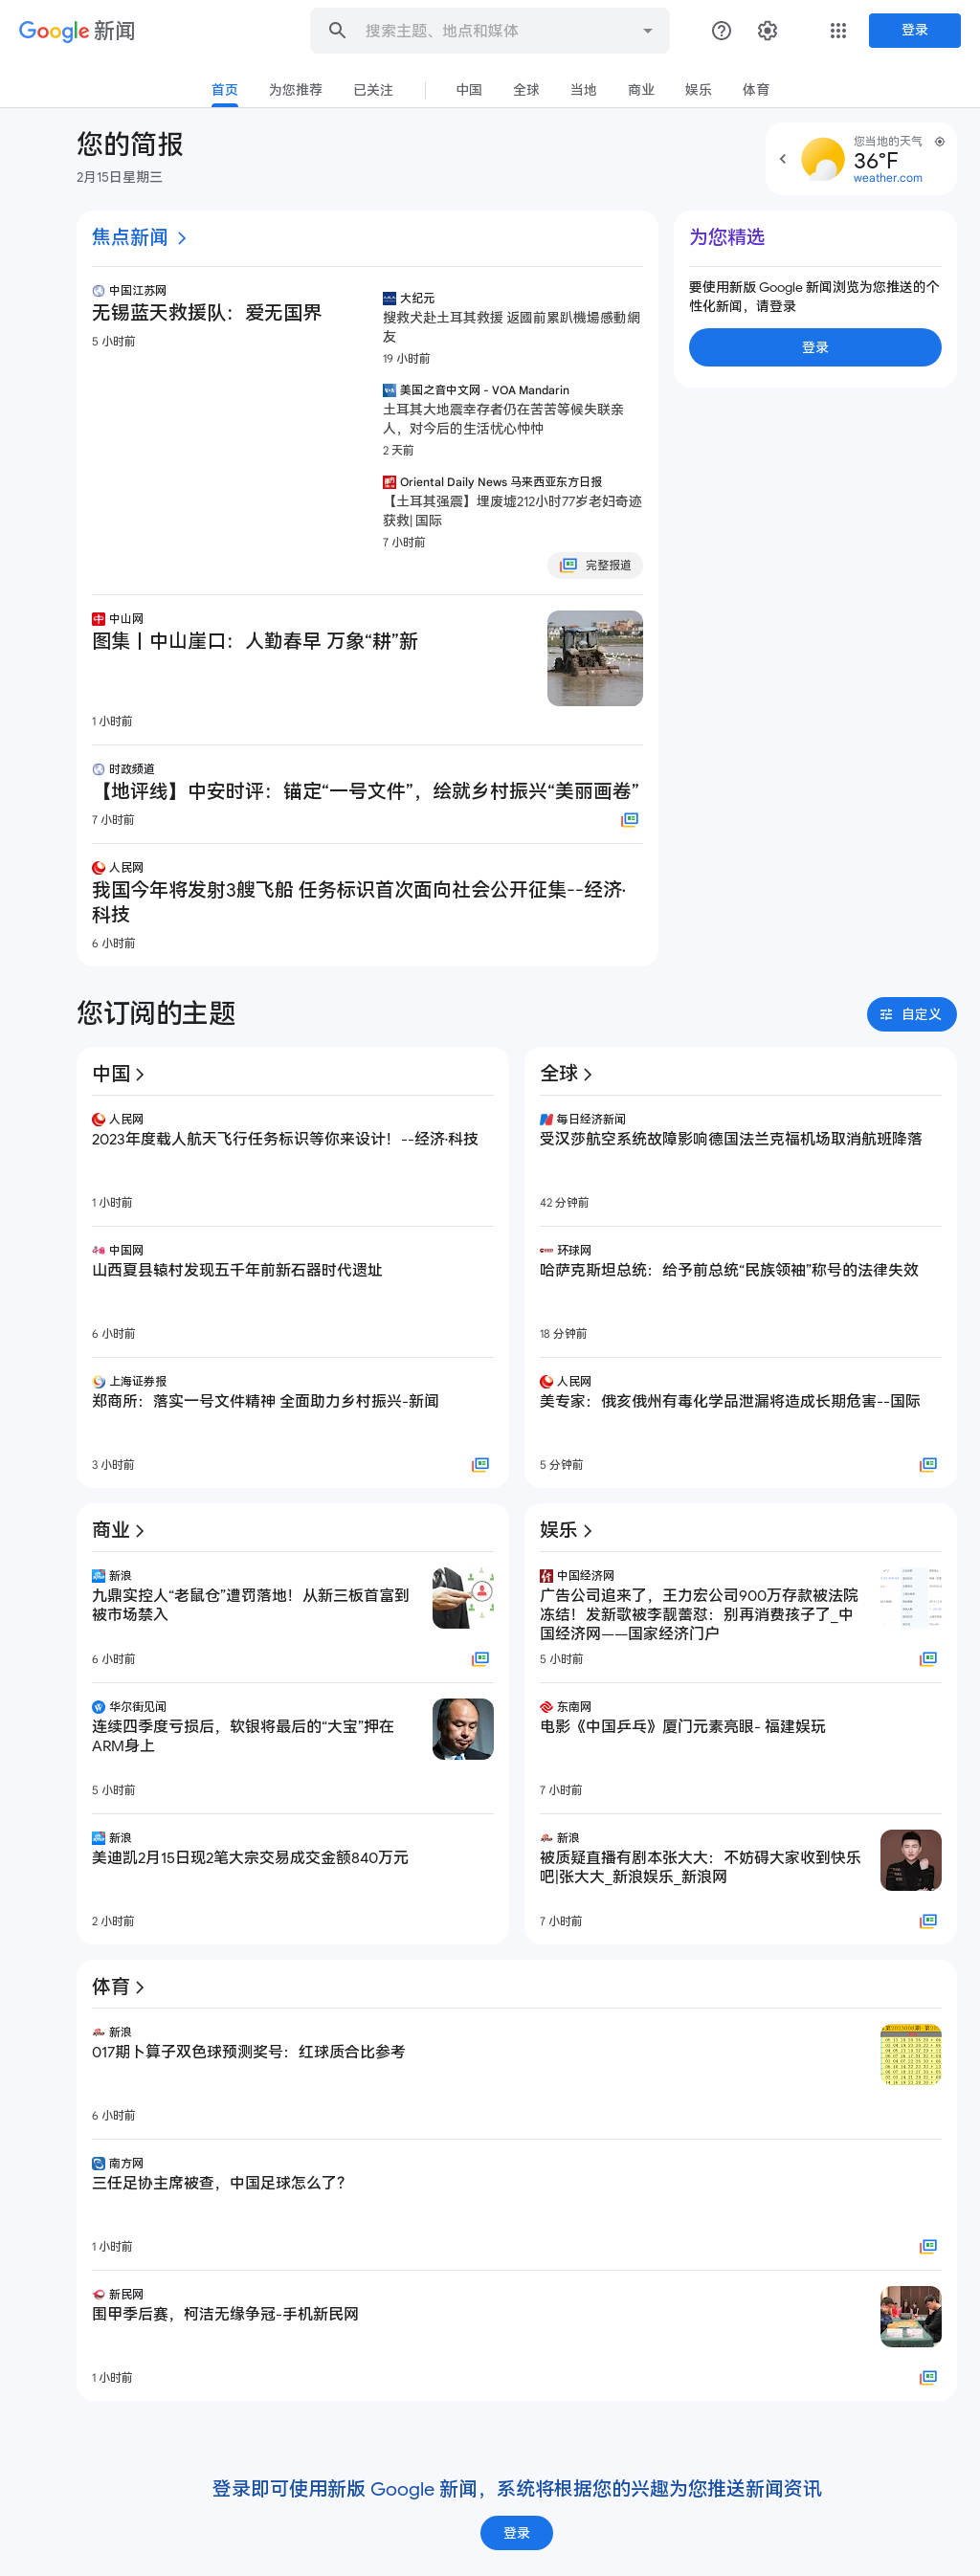 Google 新闻
搜索主题、地点和媒体
登录
首页
为您推荐
已关注
中国
全球
当地
商业
娱乐
体育
您的简报
2月15日星期三
您当地的天气
36°F
weather.com
焦点新闻
中国江苏网
无锡蓝天救援队：爱无国界
5 小时前
大纪元
搜救犬赴土耳其救援 返國前累趴機場感動網
友
19 小时前
美国之音中文网 - VOA Mandarin
土耳其大地震幸存者仍在苦苦等候失联亲
人，对今后的生活忧心忡忡
2 天前
Oriental Daily News 马来西亚东方日报
【土耳其强震】埋废墟212小时77岁老妇奇迹
获救| 国际
7 小时前
完整报道
中山网
图集丨中山崖口：人勤春早 万象“耕”新
1 小时前
时政频道
【地评线】中安时评：锚定“一号文件”，绘就乡村振兴“美丽画卷”
7 小时前
人民网
我国今年将发射3艘飞船 任务标识首次面向社会公开征集--经济·
科技
6 小时前
为您精选
要使用新版 Google 新闻浏览为您推送的个
性化新闻，请登录
登录
您订阅的主题
自定义
中国
人民网
2023年度载人航天飞行任务标识等你来设计！--经济·科技
1 小时前
中国网
山西夏县辕村发现五千年前新石器时代遗址
6 小时前
上海证券报
郑商所：落实一号文件精神 全面助力乡村振兴-新闻
3 小时前
全球
每日经济新闻
受汉莎航空系统故障影响德国法兰克福机场取消航班降落
42 分钟前
环球网
哈萨克斯坦总统：给予前总统“民族领袖”称号的法律失效
18 分钟前
人民网
美专家：俄亥俄州有毒化学品泄漏将造成长期危害--国际
5 分钟前
商业
新浪
九鼎实控人“老鼠仓”遭罚落地！从新三板首富到
被市场禁入
6 小时前
华尔街见闻
连续四季度亏损后，软银将最后的“大宝”押在
ARM身上
5 小时前
新浪
美迪凯2月15日现2笔大宗交易成交金额840万元
2 小时前
娱乐
中国经济网
广告公司追来了，王力宏公司900万存款被法院
冻结！发新歌被李靓蕾怼：别再消费孩子了_中
国经济网——国家经济门户
5 小时前
东南网
电影《中国乒乓》厦门元素亮眼- 福建娱玩
7 小时前
新浪
被质疑直播有剧本张大大：不妨碍大家收到快乐
吧|张大大_新浪娱乐_新浪网
7 小时前
体育
新浪
017期卜算子双色球预测奖号：红球质合比参考
6 小时前
南方网
三任足协主席被查，中国足球怎么了？
1 小时前
新民网
围甲季后赛，柯洁无缘争冠-手机新民网
1 小时前
登录即可使用新版 Google 新闻，系统将根据您的兴趣为您推送新闻资讯
登录